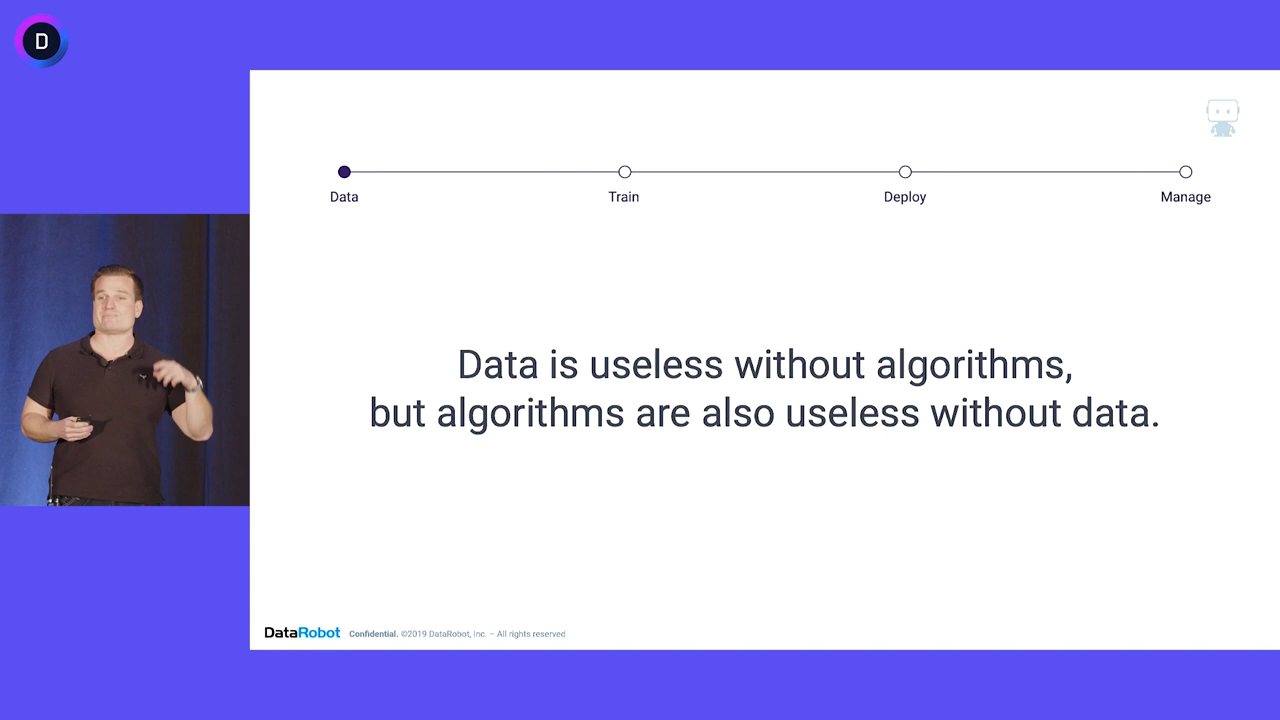 D
Data
Train
Deploy
Manage
Data is useless without algorithms,
but algorithms are also useless without data.
DataRobot Confidential. ©2019 DataRobot, Inc. – All rights reserved